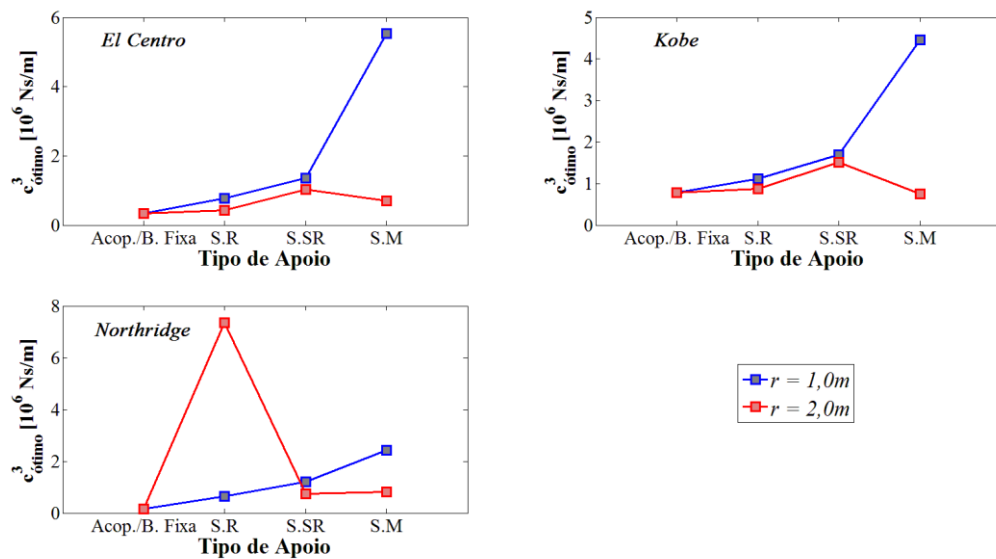 El Centro
6
4
2
0
c³ótimo [10⁶ Ns/m]
Acop./B. Fixa S.R S.SR S.M
Tipo de Apoio
Kobe
5
4
3
2
1
0
c³ótimo [10⁶ Ns/m]
Acop./B. Fixa S.R S.SR S.M
Tipo de Apoio
Northridge
8
6
4
2
0
c³ótimo [10⁶ Ns/m]
Acop./B. Fixa S.R S.SR S.M
Tipo de Apoio
r = 1,0m
r = 2,0m